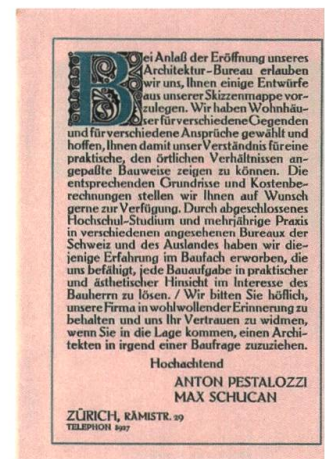 Bei Anlaß der Eröffnung unseres
Architektur-Bureau erlauben
wir uns, Ihnen einige Entwürfe
aus unserer Skizzenmappe vor-
zulegen. Wir haben Wohnhäu-
ser für verschiedene Gegenden
und für verschiedene Ansprüche gewählt und
hoffen, Ihnen damit unser Verständnis für eine
praktische, den örtlichen Verhältnissen an-
gepaßte Bauweise zeigen zu können. Die
entsprechenden Grundrisse und Kostenbe-
rechnungen stellen wir Ihnen auf Wunsch
gerne zur Verfügung. Durch abgeschlossenes
Hochschul-Studium und mehrjährige Praxis
in verschiedenen angesehenen Bureaux der
Schweiz und des Auslandes haben wir die-
jenige Erfahrung im Baufach erworben, die
uns befähigt, jede Bauaufgabe in praktischer
und ästhetischer Hinsicht im Interesse des
Bauherrn zu lösen. / Wir bitten Sie höflich,
unsere Firma in wohlwollender Erinnerung zu
behalten und uns Ihr Vertrauen zu widmen,
wenn Sie in die Lage kommen, einen Archi-
tekten in irgend einer Baufrage zuzuziehen.
Hochachtend
ANTON PESTALOZZI
MAX SCHUCAN
ZÜRICH, RÄMISTR. 29
TELEPHON 8927